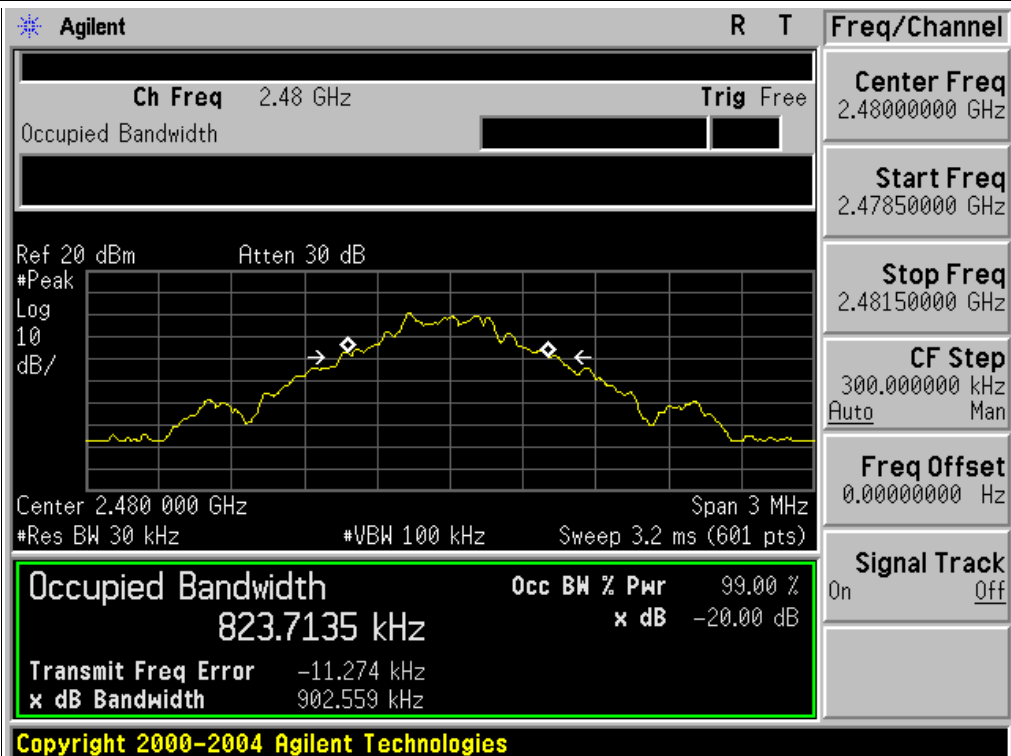 Agilent R T
Ch Freq 2.48 GHz Trig Free
Occupied Bandwidth
Ref 20 dBm Atten 30 dB
#Peak
Log
10
dB/
Center 2.480 000 GHz Span 3 MHz
#Res BW 30 kHz #VBW 100 kHz Sweep 3.2 ms (601 pts)
Occupied Bandwidth
823.7135 kHz
Occ BW % Pwr 99.00 %
x dB -20.00 dB
Transmit Freq Error -11.274 kHz
x dB Bandwidth 902.559 kHz
Copyright 2000-2004 Agilent Technologies
Freq/Channel
Center Freq
2.48000000 GHz
Start Freq
2.47850000 GHz
Stop Freq
2.48150000 GHz
CF Step
300.000000 kHz
Auto Man
Freq Offset
0.00000000 Hz
Signal Track
On Off